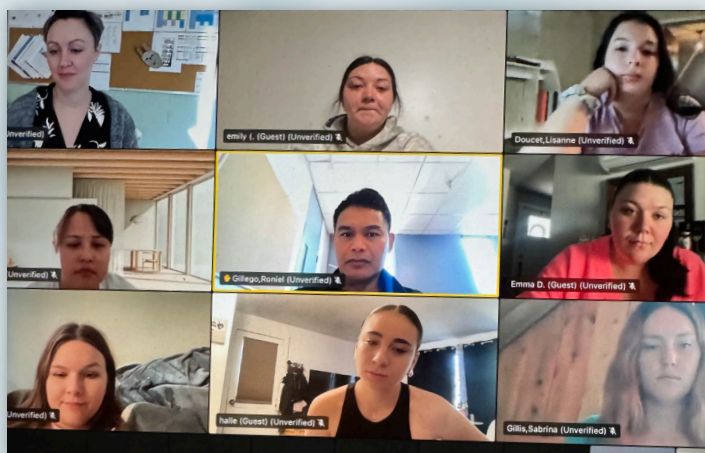 Unverified)
emily (. (Guest) (Unverified)
Doucet,Lisanne (Unverified)
Unverified)
Gillego,Roniel (Unverified)
Emma D. (Guest) (Unverified)
Unverified)
halle (Guest) (Unverified)
Gillis,Sabrina (Unverified)